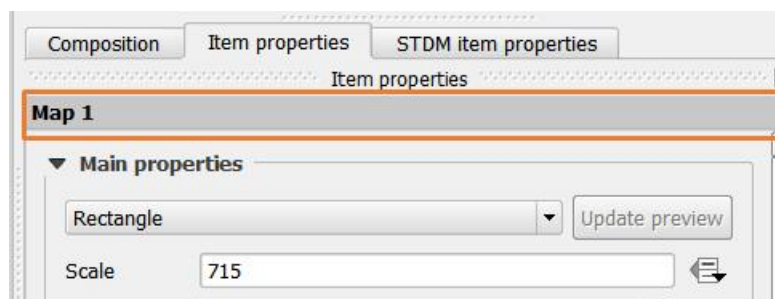 Composition Item properties STDM item properties
Item properties
Map 1
Main properties
Rectangle Update preview
Scale 715